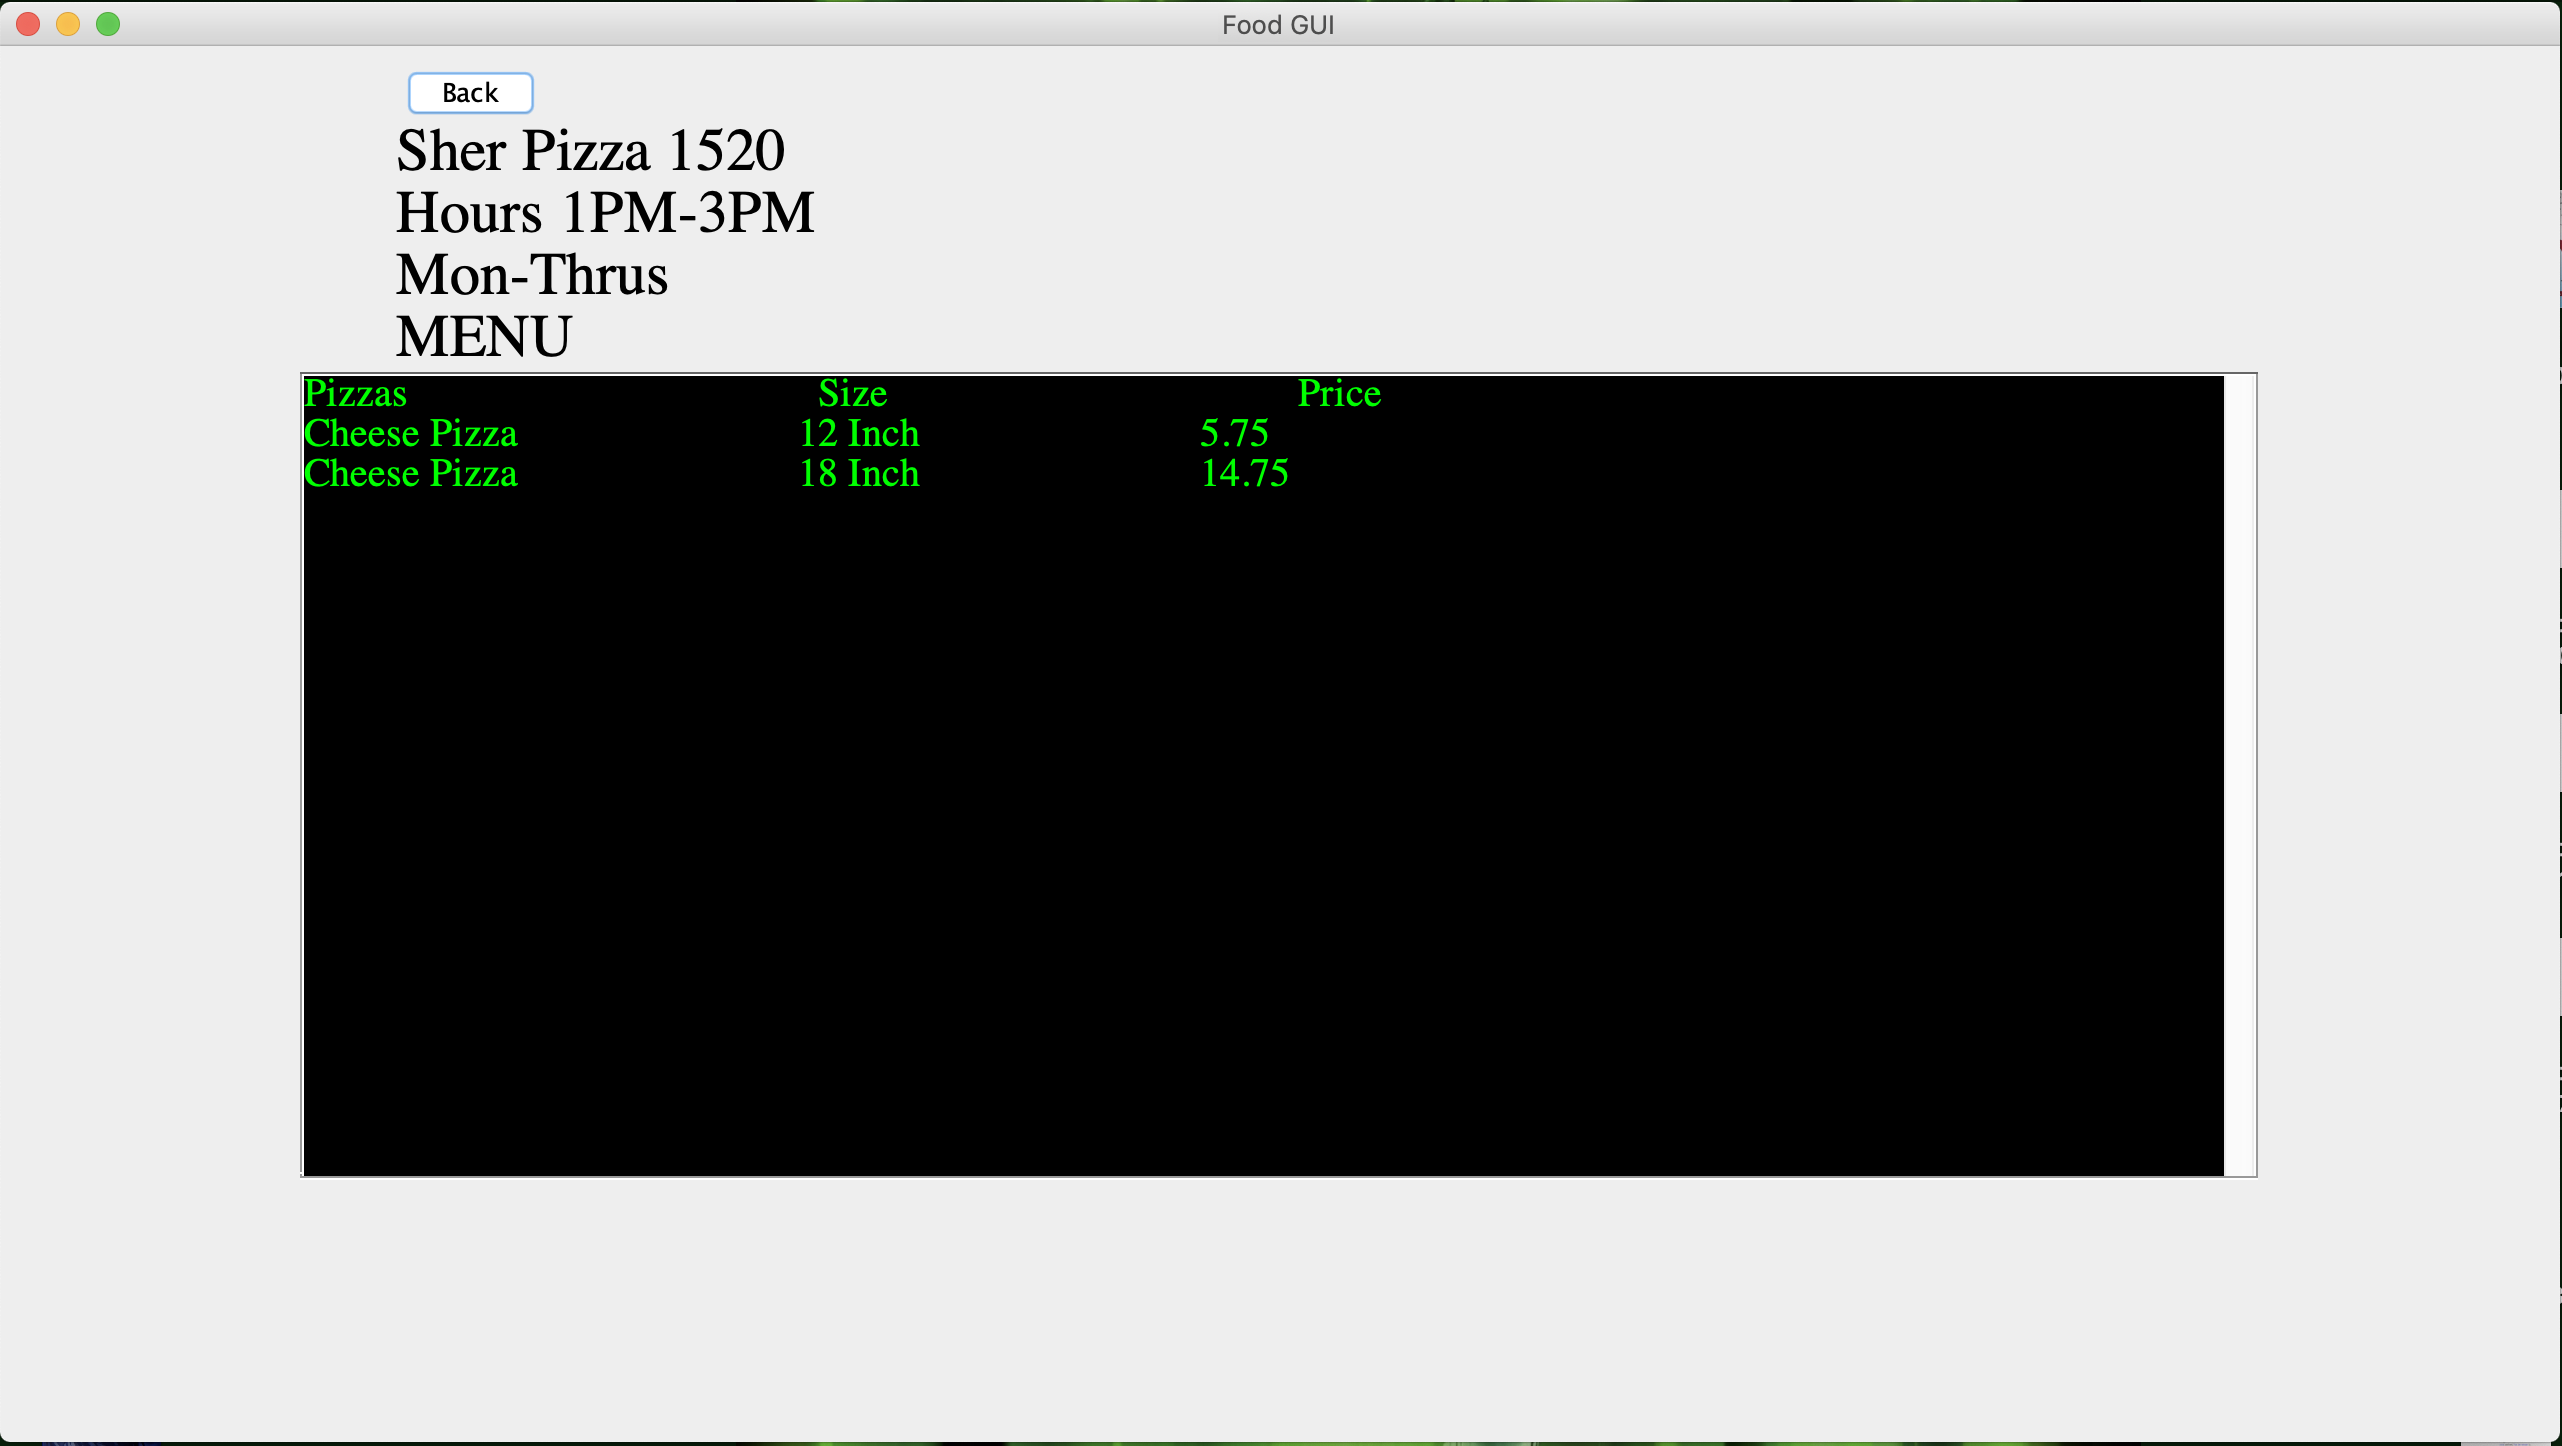 Food GUI
Back
Sher Pizza 1520
Hours 1PM-3PM
Mon-Thrus
MENU
Pizzas Size Price
Cheese Pizza 12 Inch 5.75
Cheese Pizza 18 Inch 14.75